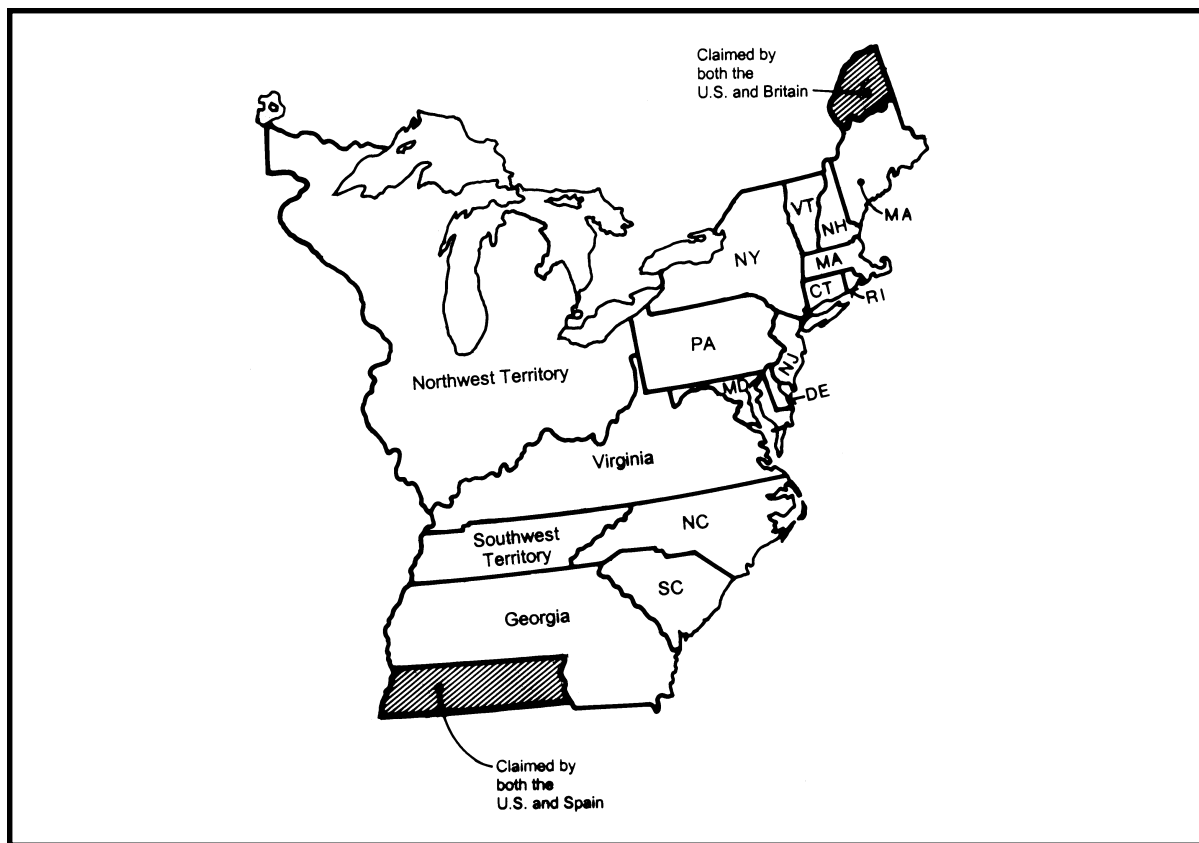 Claimed by
both the
U.S. and Britain
MA
VT
NH
NY
MA
CT
RI
PA
NJ
Northwest Territory
MD
DE
Virginia
NC
Southwest
Territory
SC
Georgia
Claimed by
both the
U.S. and Spain